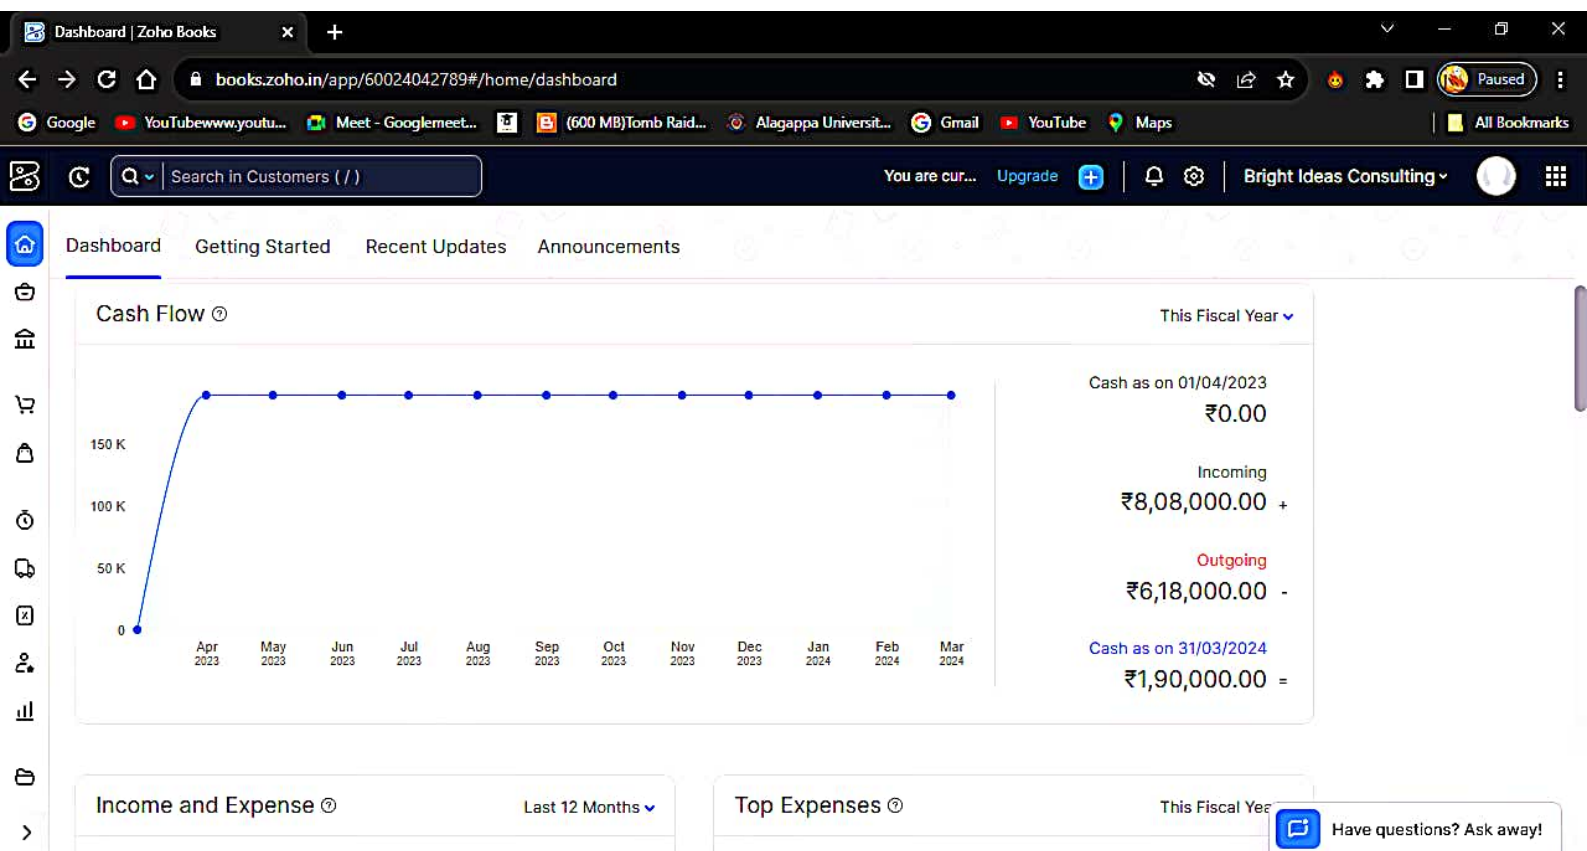 Dashboard | Zoho Books
books.zoho.in/app/60024042789#/home/dashboard
Paused
Google YouTubewww.youtu... Meet - Googlemeet... (600 MB)Tomb Raid... Alagappa Universit... Gmail YouTube Maps All Bookmarks
Search in Customers ( / ) You are cur... Upgrade Bright Ideas Consulting
Dashboard Getting Started Recent Updates Announcements
Cash Flow This Fiscal Year
Cash as on 01/04/2023
₹0.00
Incoming
₹8,08,000.00 +
Outgoing
₹6,18,000.00 -
Cash as on 31/03/2024
₹1,90,000.00 =
150 K
100 K
50 K
0
Apr May Jun Jul Aug Sep Oct Nov Dec Jan Feb Mar
2023 2023 2023 2023 2023 2023 2023 2023 2023 2024 2024 2024
Income and Expense Last 12 Months
Top Expenses This Fiscal Yea
Have questions? Ask away!